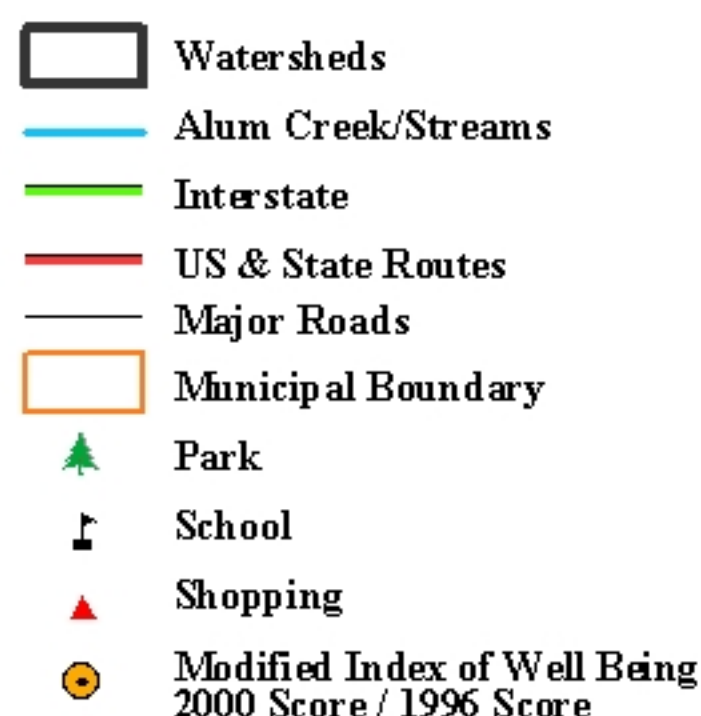 Watersheds
Alum Creek/Streams
Interstate
US & State Routes
Major Roads
Municipal Boundary
Park
School
Shopping
Modified Index of Well Being
2000 Score / 1996 Score